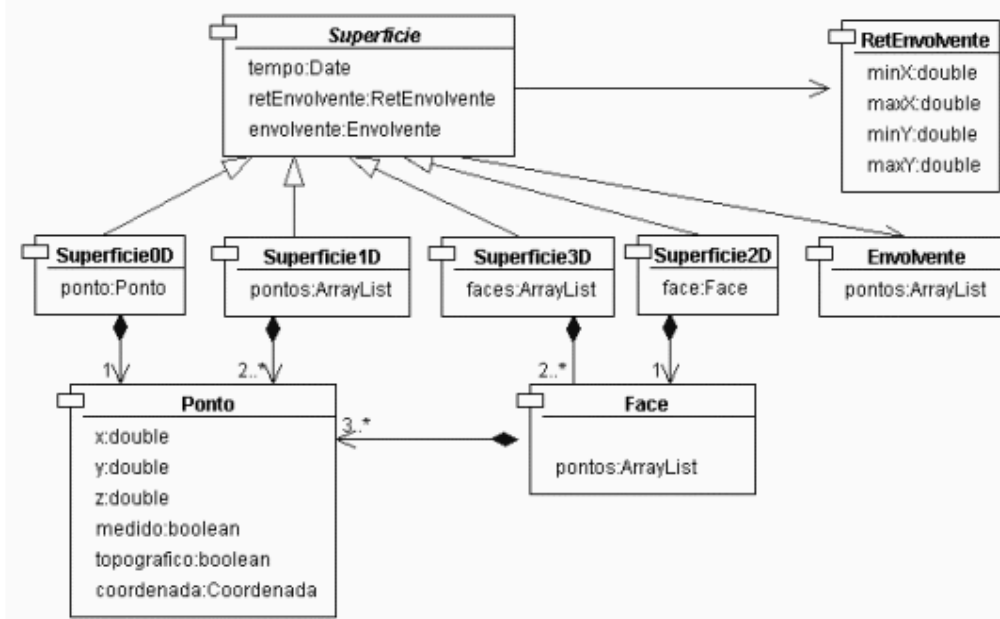 Superficie
tempo:Date
retEnvolvente:RetEnvolvente
envolvente:Envolvente
RetEnvolvente
minX:double
maxX:double
minY:double
maxY:double
Superficie0D
ponto:Ponto
Superficie1D
pontos:ArrayList
Superficie3D
faces:ArrayList
Superficie2D
face:Face
Envolvente
pontos:ArrayList
1
2..*
2..*
1
Ponto
x:double
y:double
z:double
medido:boolean
topografico:boolean
coordenada:Coordenada
3..*
Face
pontos:ArrayList